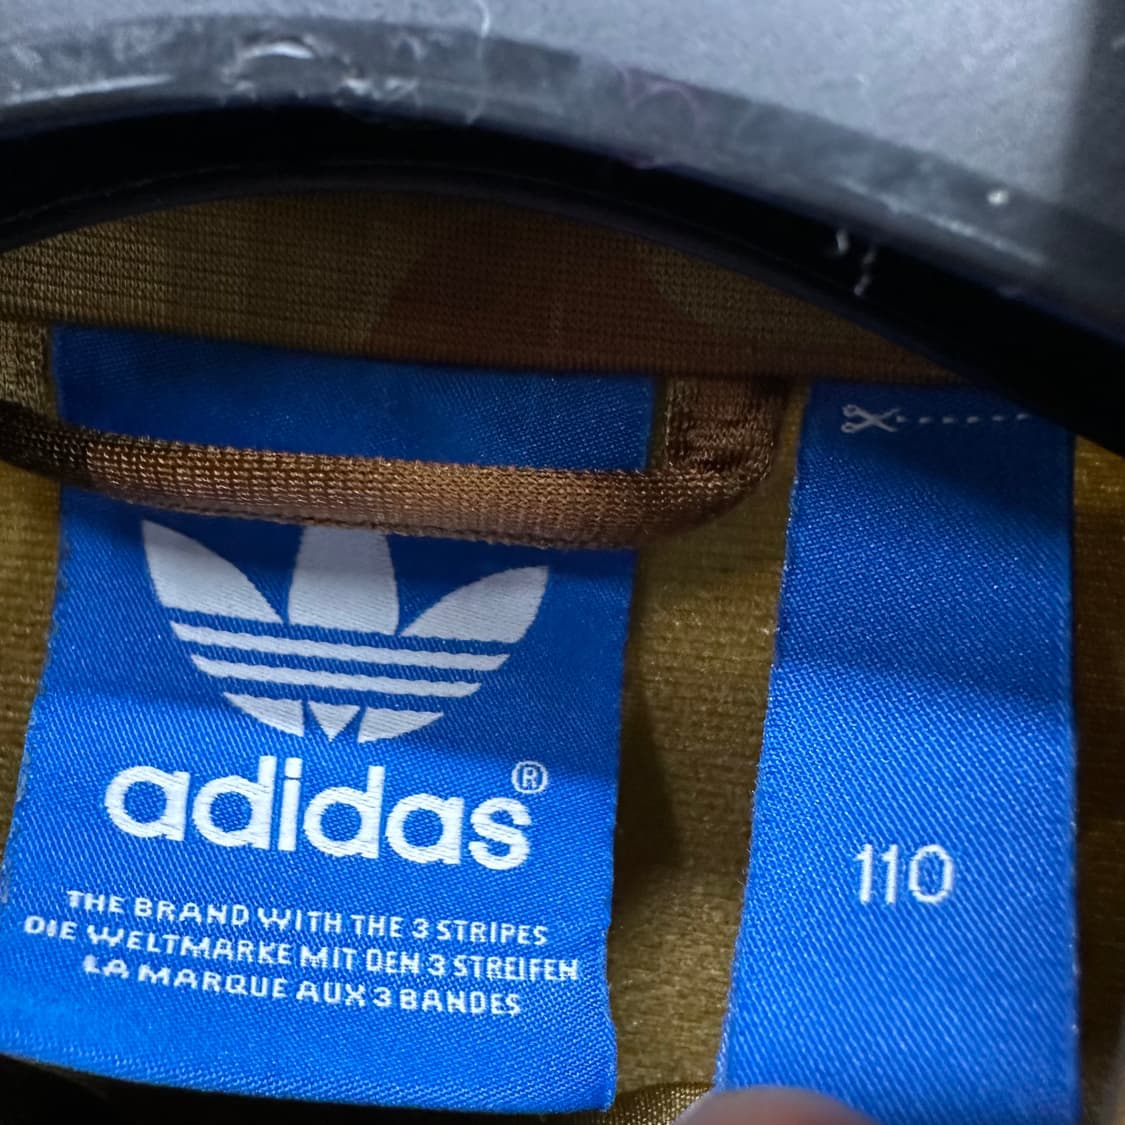 adidas®
THE BRAND WITH THE 3 STRIPES
DIE WELTMARKE MIT DEN 3 STREIFEN
LA MARQUE AUX 3 BANDES
110